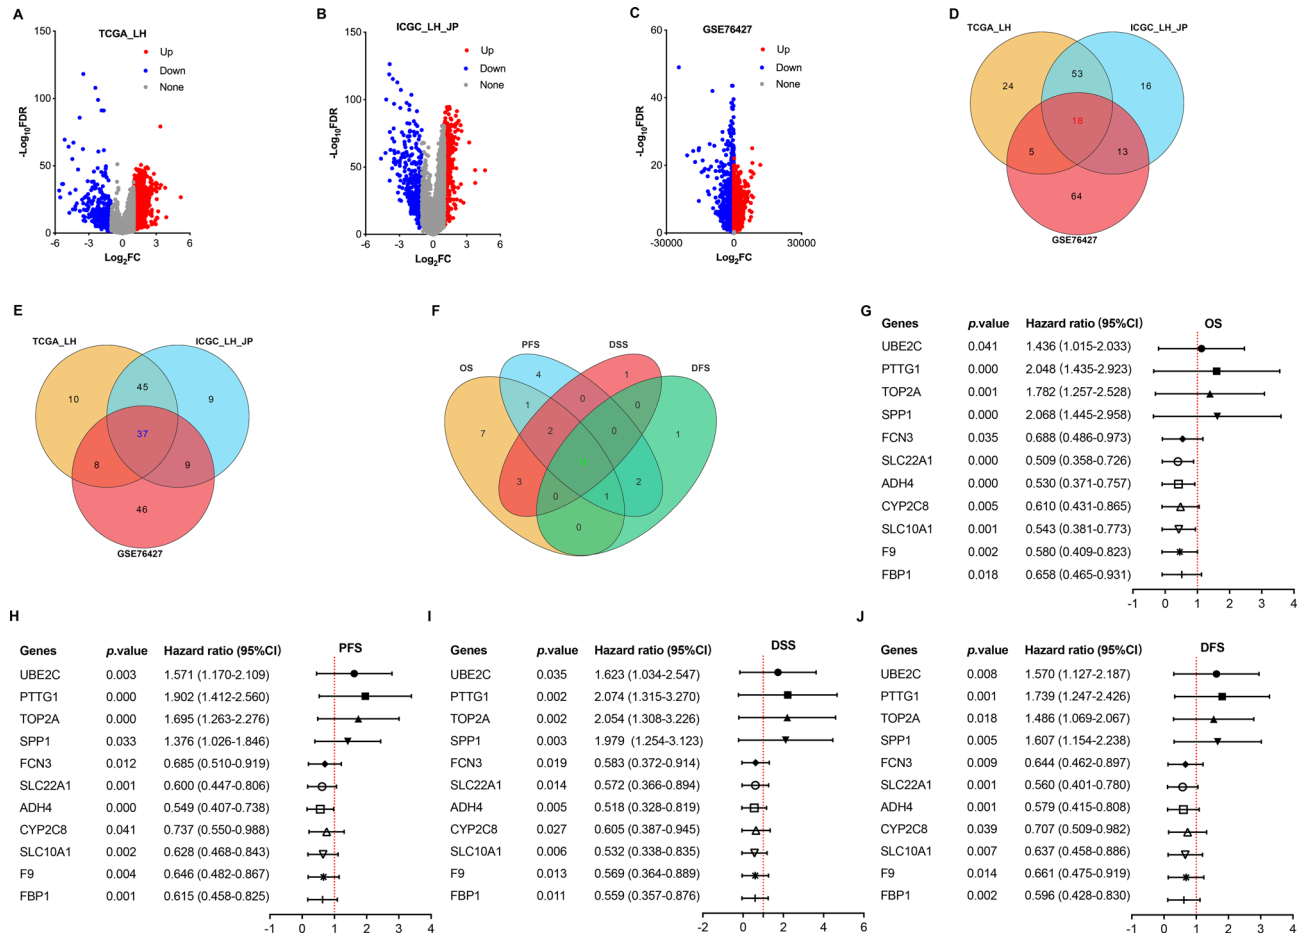 A
TCGA_LH
150
100
50
0
-Log10FDR
-6
-3
0
3
6
Log2FC
Up
Down
None
B
ICGC_LH_JP
150
100
50
0
-Log10FDR
-6
-3
0
3
6
Log2FC
Up
Down
None
C
GSE76427
60
40
20
0
-Log10FDR
-30000
0
30000
Log2FC
Up
Down
None
D
TCGA_LH
ICGC_LH_JP
24
53
16
18
5
13
64
GSE76427
E
TCGA_LH
ICGC_LH_JP
10
45
9
37
8
9
46
GSE76427
F
OS
PFS
DSS
DFS
4
1
1
0
0
7
2
0
1
3
2
0
1
0
G
Genes p.value Hazard ratio (95%CI) OS
UBE2C 0.041 1.436 (1.015-2.033)
PTTG1 0.000 2.048 (1.435-2.923)
TOP2A 0.001 1.782 (1.257-2.528)
SPP1 0.000 2.068 (1.445-2.958)
FCN3 0.035 0.688 (0.486-0.973)
SLC22A1 0.000 0.509 (0.358-0.726)
ADH4 0.000 0.530 (0.371-0.757)
CYP2C8 0.005 0.610 (0.431-0.865)
SLC10A1 0.001 0.543 (0.381-0.773)
F9 0.002 0.580 (0.409-0.823)
FBP1 0.018 0.658 (0.465-0.931)
-1 0 1 2 3 4
H
Genes p.value Hazard ratio (95%CI) PFS
UBE2C 0.003 1.571 (1.170-2.109)
PTTG1 0.000 1.902 (1.412-2.560)
TOP2A 0.000 1.695 (1.263-2.276)
SPP1 0.033 1.376 (1.026-1.846)
FCN3 0.012 0.685 (0.510-0.919)
SLC22A1 0.001 0.600 (0.447-0.806)
ADH4 0.000 0.549 (0.407-0.738)
CYP2C8 0.041 0.737 (0.550-0.988)
SLC10A1 0.002 0.628 (0.468-0.843)
F9 0.004 0.646 (0.482-0.867)
FBP1 0.001 0.615 (0.458-0.825)
-1 0 1 2 3 4
I
Genes p.value Hazard ratio (95%CI) DSS
UBE2C 0.035 1.623 (1.034-2.547)
PTTG1 0.002 2.074 (1.315-3.270)
TOP2A 0.002 2.054 (1.308-3.226)
SPP1 0.003 1.979 (1.254-3.123)
FCN3 0.019 0.583 (0.372-0.914)
SLC22A1 0.014 0.572 (0.366-0.894)
ADH4 0.005 0.518 (0.328-0.819)
CYP2C8 0.027 0.605 (0.387-0.945)
SLC10A1 0.006 0.532 (0.338-0.835)
F9 0.013 0.569 (0.364-0.889)
FBP1 0.011 0.559 (0.357-0.876)
-2 0 2 4 6
J
Genes p.value Hazard ratio (95%CI) DFS
UBE2C 0.008 1.570 (1.127-2.187)
PTTG1 0.001 1.739 (1.247-2.426)
TOP2A 0.018 1.486 (1.069-2.067)
SPP1 0.005 1.607 (1.154-2.238)
FCN3 0.009 0.644 (0.462-0.897)
SLC22A1 0.001 0.560 (0.401-0.780)
ADH4 0.001 0.579 (0.415-0.808)
CYP2C8 0.039 0.707 (0.509-0.982)
SLC10A1 0.007 0.637 (0.458-0.886)
F9 0.014 0.661 (0.475-0.919)
FBP1 0.002 0.596 (0.428-0.830)
-1 0 1 2 3 4